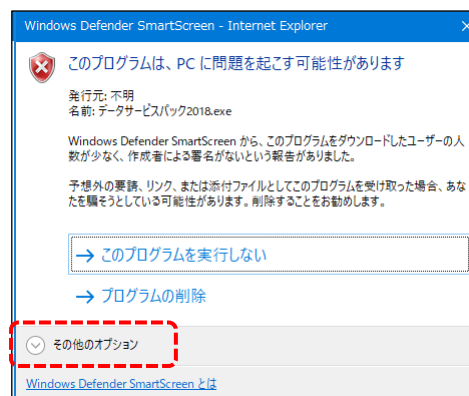 Windows Defender SmartScreen - Internet Explorer
このプログラムは、PC に問題を起こす可能性があります
発行元: 不明
名前: データサービスパック2018.exe
Windows Defender SmartScreen から、このプログラムをダウンロードしたユーザーの人
数が少なく、作成者による署名がないという報告がありました。
予想外の要請、リンク、または添付ファイルとしてこのプログラムを受け取った場合、あな
たを騙そうとしている可能性があります。削除することをお勧めします。
→ このプログラムを実行しない
→ プログラムの削除
その他のオプション
Windows Defender SmartScreen とは